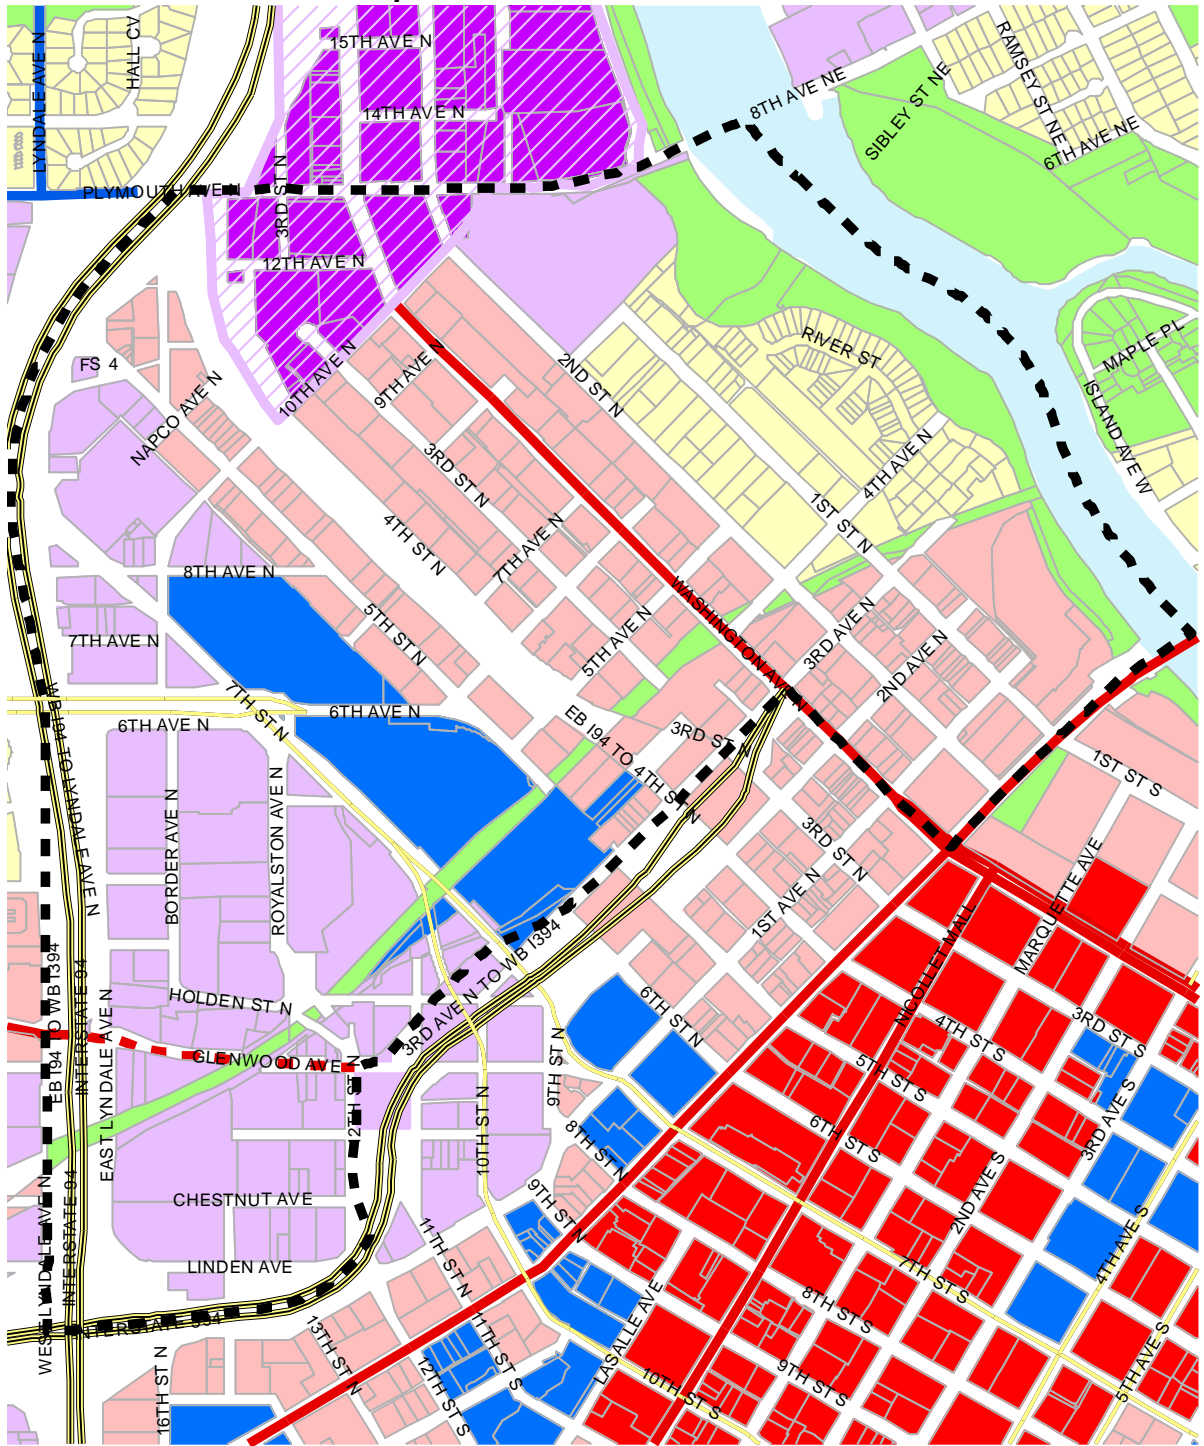 LYNDALE AVE N
HALL CV
15TH AVE N
RAMSEY ST NE
8TH AVE NE
SIBLEY ST NE
14TH AVE N
6TH AVE NE
PLYMOUTH AVE N
3RD ST N
12TH AVE N
MAPLE PL
RIVER ST
FS 4
10TH AVE N
9TH AVE N
2ND ST N
ISLAND AVE W
NAPCO AVE N
3RD ST N
4TH AVE N
4TH ST N
1ST ST N
7TH AVE N
8TH AVE N
WASHINGTON AVE N
5TH ST N
5TH AVE N
3RD AVE N
7TH AVE N
2ND AVE N
7TH ST N
WB I94 TO LYNDALE AVE N
6TH AVE N
6TH AVE N
EB I94 TO 4TH ST N
3RD ST N
1ST ST S
BORDER AVE N
ROYALSTON AVE N
3RD ST N
MARQUETTE AVE
1ST AVE N
NICOLLET MALL
EB I94 TO WB I394
INTERSTATE 94
HOLDEN ST N
3RD AVE N TO WB I394
6TH ST N
3RD ST S
4TH ST S
EAST LYNDALE AVE N
GLENWOOD AVE
12TH ST N
9TH ST N
5TH ST S
10TH ST N
8TH ST N
6TH ST S
3RD AVE S
WEST LYNDALE AVE N
INTERSTATE 94
CHESTNUT AVE
9TH ST N
2ND AVE S
4TH AVE S
11TH ST N
LINDEN AVE
7TH ST S
INTERSTATE 394
13TH ST N
11TH ST S
LASALLE AVE
8TH ST S
16TH ST N
12TH ST S
10TH ST S
9TH ST S
5TH AVE S